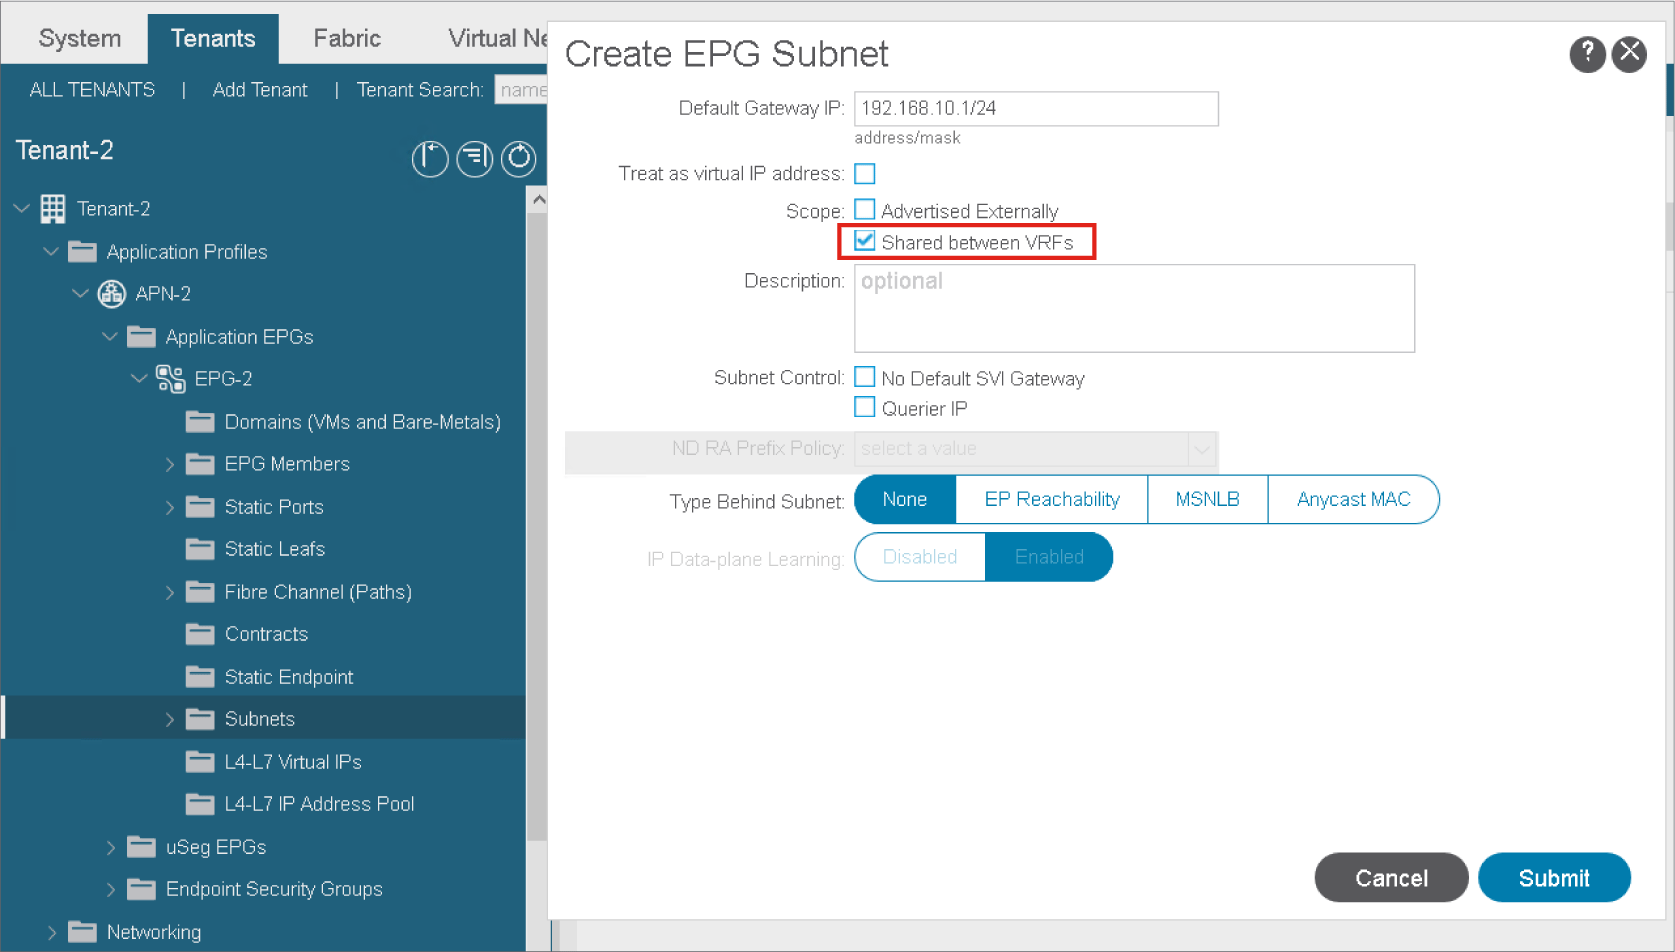 System
Tenants
Fabric
Virtual Ne
ALL TENANTS | Add Tenant | Tenant Search: name
Tenant-2
Tenant-2
Application Profiles
APN-2
Application EPGs
EPG-2
Domains (VMs and Bare-Metals)
EPG Members
Static Ports
Static Leafs
Fibre Channel (Paths)
Contracts
Static Endpoint
Subnets
L4-L7 Virtual IPs
L4-L7 IP Address Pool
uSeg EPGs
Endpoint Security Groups
Networking
Create EPG Subnet
?
Default Gateway IP: 192.168.10.1/24
address/mask
Treat as virtual IP address:
Scope: Advertised Externally
Shared between VRFs
Description: optional
Subnet Control: No Default SVI Gateway
Querier IP
ND RA Prefix Policy: select a value
Type Behind Subnet: None EP Reachability MSNLB Anycast MAC
IP Data-plane Learning: Disabled Enabled
Cancel Submit